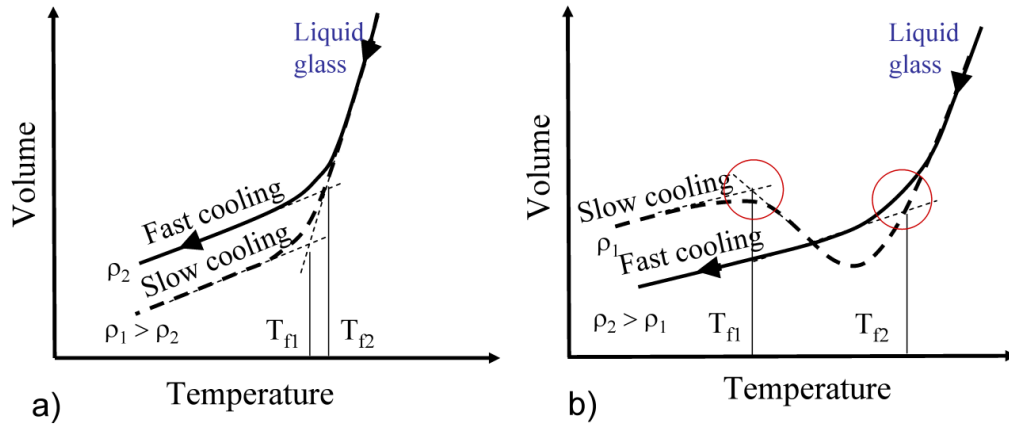 Liquid
glass
Volume
Fast cooling
ρ2
Slow cooling
ρ1 > ρ2
Tf1
Tf2
Temperature
a)
Liquid
glass
Volume
Slow cooling
ρ1
Fast cooling
ρ2 > ρ1
Tf1
Tf2
Temperature
b)